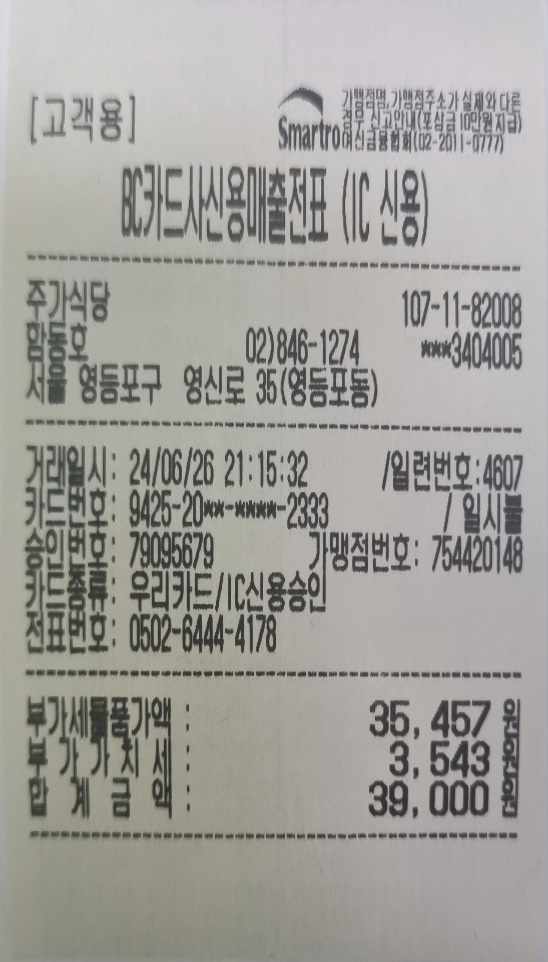 [고객용]
Smartro
가맹점명,가맹점주소가 실제와 다른
경우 신고안내(포상금 10만원지급)
여신금융협회(02-2011-0777)
BC카드사신용매출전표 (IC 신용)
주가식당 107-11-82008
함동호 02)846-1274 ***3404005
서울 영등포구 영신로 35(영등포동)
거래일시: 24/06/26 21:15:32 /일련번호:4607
카드번호: 9425-20**-****-2333 / 일시불
승인번호: 79095679 가맹점번호: 754420148
카드종류: 우리카드/IC신용승인
전표번호: 0502-6444-4178
부가세물품가액 : 35,457 원
부 가 가 치 세 : 3,543 원
합 계 금 액 : 39,000 원